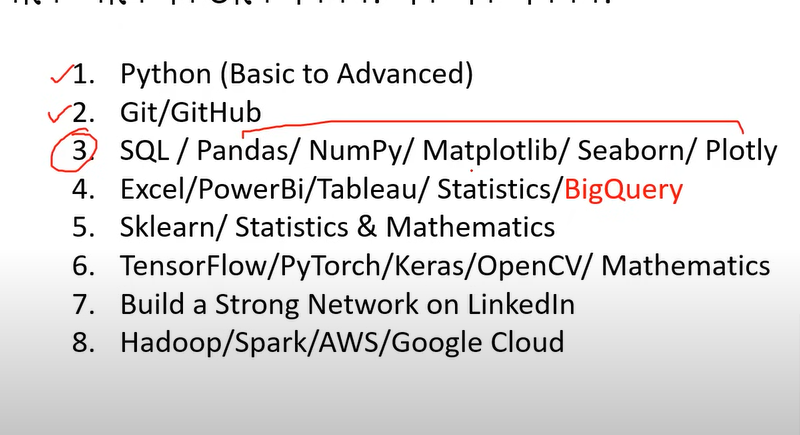 1. Python (Basic to Advanced)
2. Git/GitHub
3. SQL / Pandas/ NumPy/ Matplotlib/ Seaborn/ Plotly
4. Excel/PowerBi/Tableau/ Statistics/BigQuery
5. Sklearn/ Statistics & Mathematics
6. TensorFlow/PyTorch/Keras/OpenCV/ Mathematics
7. Build a Strong Network on LinkedIn
8. Hadoop/Spark/AWS/Google Cloud